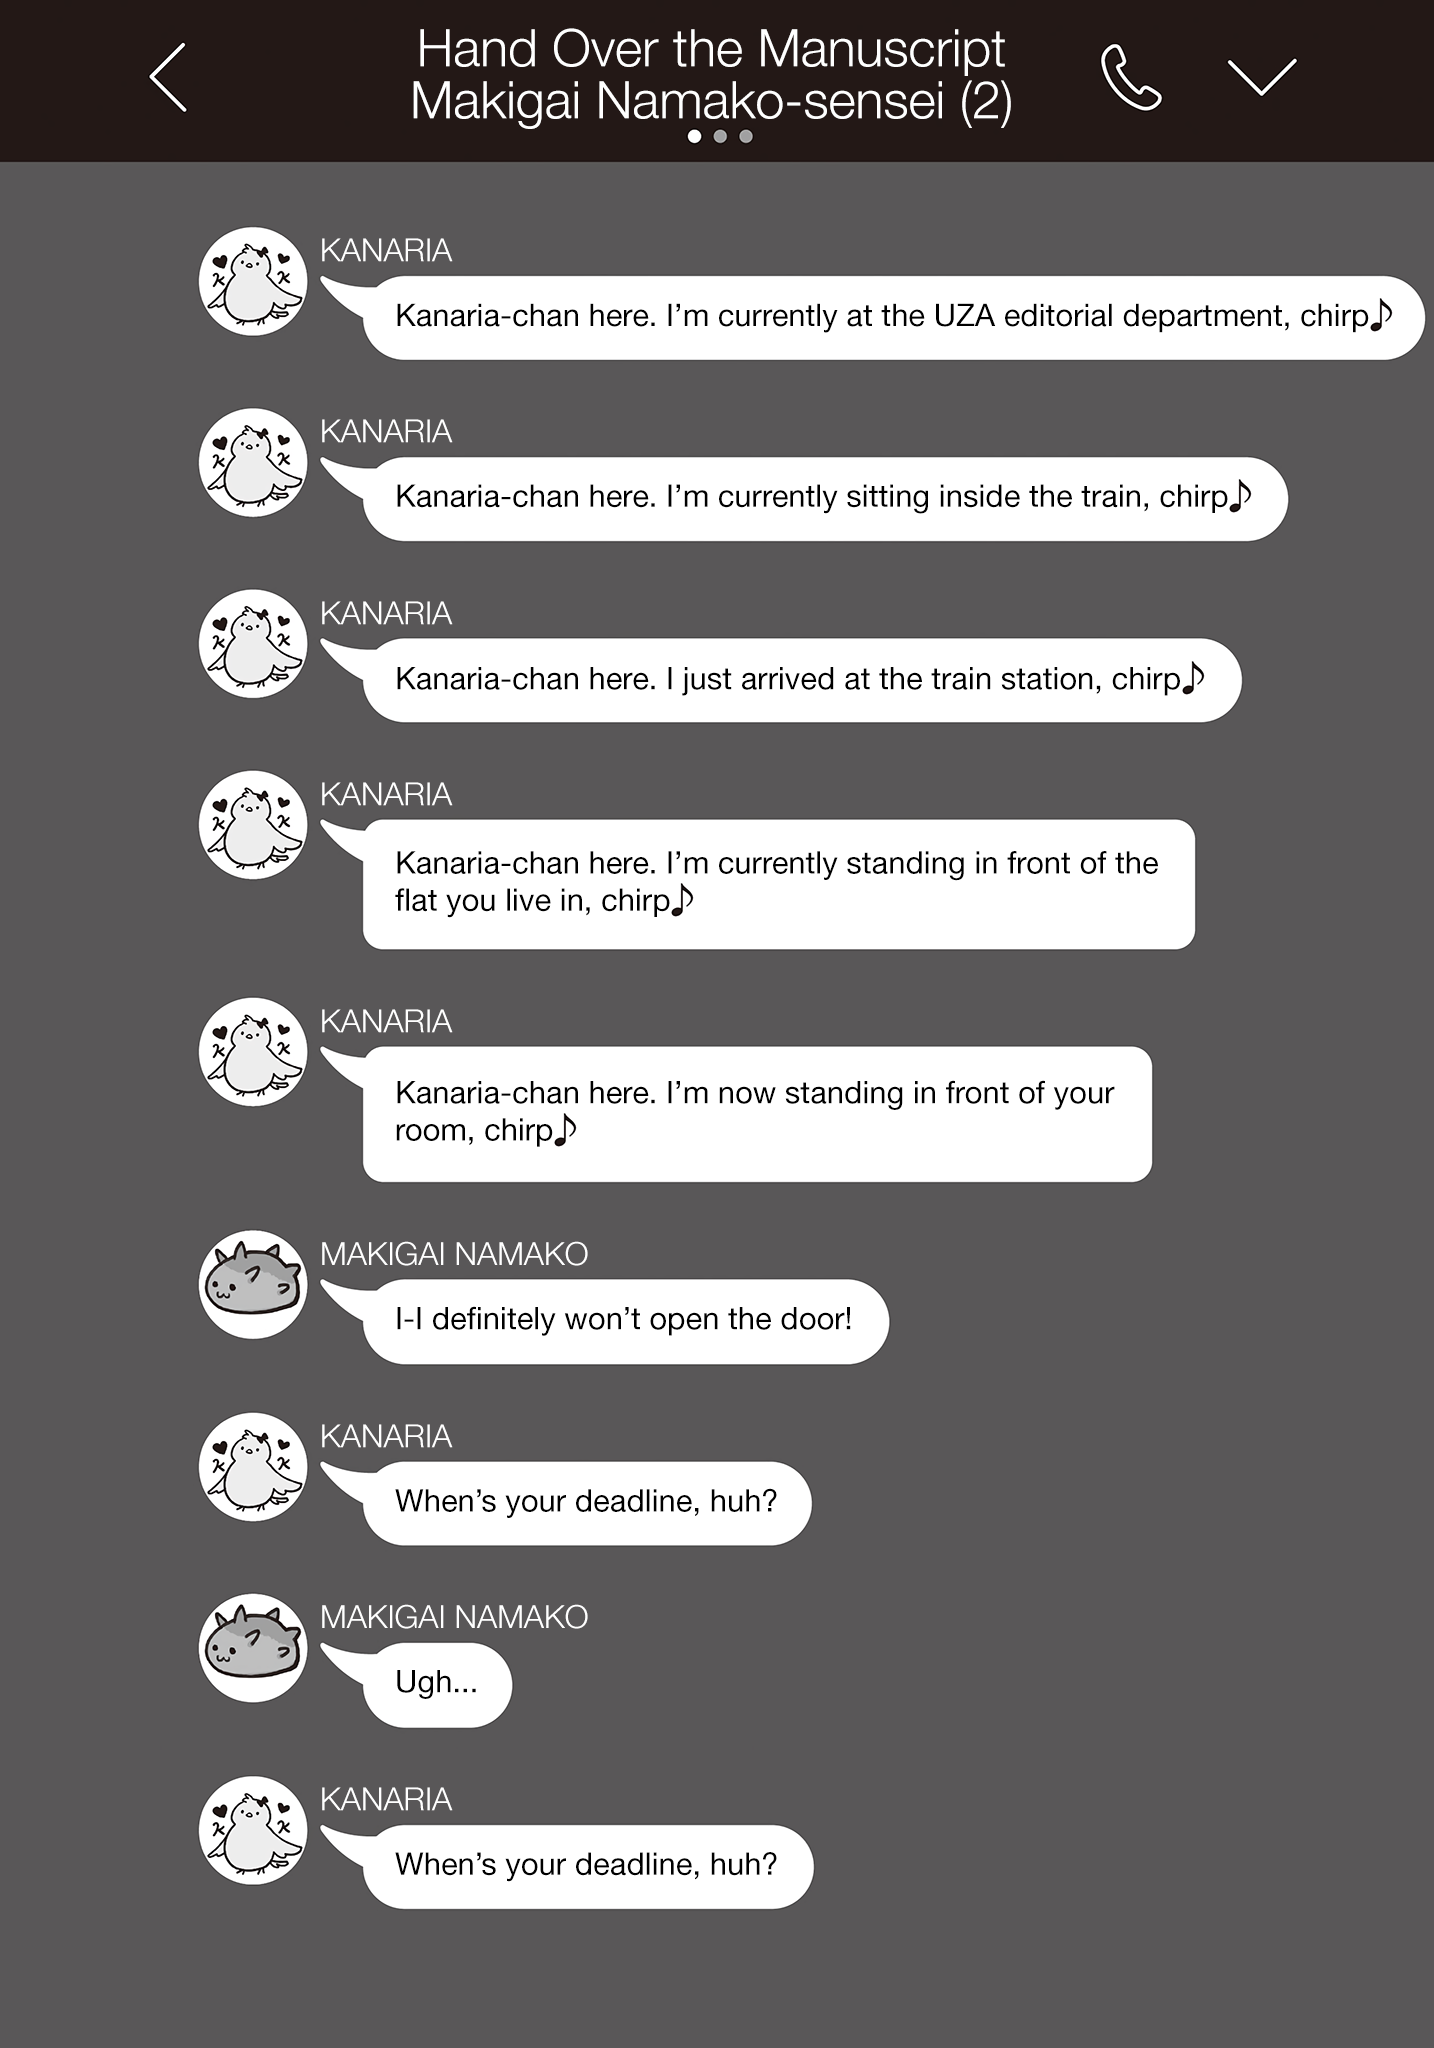 Hand Over the Manuscript
Makigai Namako-sensei (2)
KANARIA
Kanaria-chan here. I’m currently at the UZA editorial department, chirp♪
KANARIA
Kanaria-chan here. I’m currently sitting inside the train, chirp♪
KANARIA
Kanaria-chan here. I just arrived at the train station, chirp♪
KANARIA
Kanaria-chan here. I’m currently standing in front of the
flat you live in, chirp♪
KANARIA
Kanaria-chan here. I’m now standing in front of your
room, chirp♪
MAKIGAI NAMAKO
I-I definitely won’t open the door!
KANARIA
When’s your deadline, huh?
MAKIGAI NAMAKO
Ugh...
KANARIA
When’s your deadline, huh?